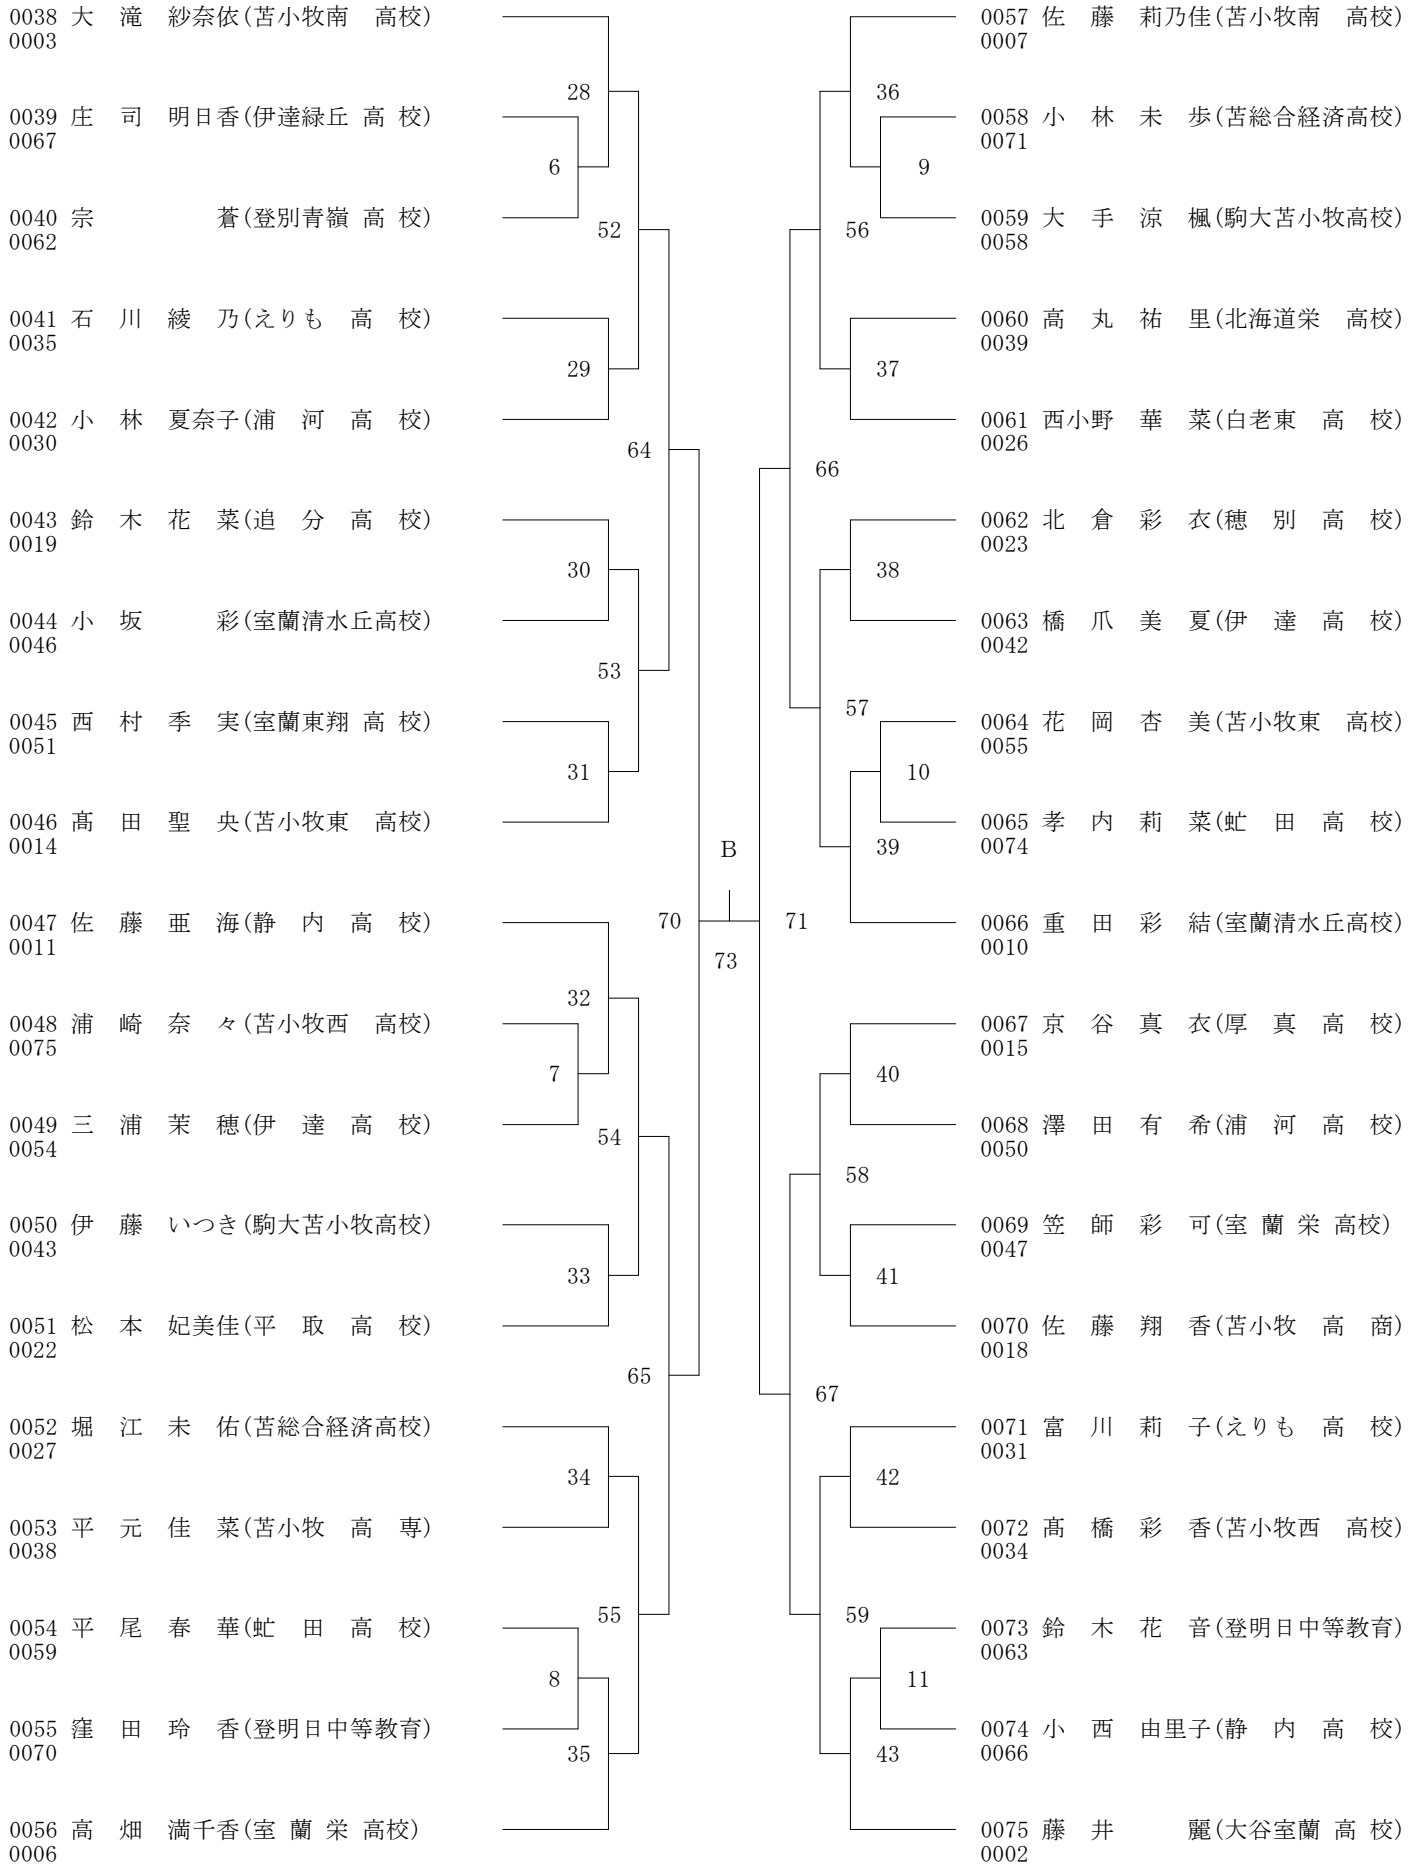 0038 大　滝　紗奈依(苫小牧南　高校)
0003
28
0039 庄　司　明日香(伊達緑丘 高 校)
0067
6
0040 宗　　　　　蒼(登別青嶺 高 校)
0062
52
0041 石　川　綾　乃(えりも　高　校)
0035
29
0042 小　林　夏奈子(浦　河　高　校)
0030
64
0043 鈴　木　花　菜(追　分　高　校)
0019
30
0044 小　坂　　　彩(室蘭清水丘高校)
0046
53
0045 西　村　季　実(室蘭東翔 高 校)
0051
31
0046 髙　田　聖　央(苫小牧東　高校)
0014
0047 佐　藤　亜　海(静　内　高　校)
0011
70
32
0048 浦　崎　奈　々(苫小牧西　高校)
0075
7
0049 三　浦　茉　穂(伊　達　高　校)
0054
54
0050 伊　藤　いつき(駒大苫小牧高校)
0043
33
0051 松　本　妃美佳(平　取　高　校)
0022
65
0052 堀　江　未　佑(苫総合経済高校)
0027
34
0053 平　元　佳　菜(苫小牧　高　専)
0038
55
0054 平　尾　春　華(虻　田　高　校)
0059
8
0055 窪　田　玲　香(登明日中等教育)
0070
35
0056 高　畑　満千香(室 蘭 栄 高校)
0006
B
73
0057 佐　藤　莉乃佳(苫小牧南　高校)
0007
36
0058 小　林　未　歩(苫総合経済高校)
0071
9
0059 大　手　涼　楓(駒大苫小牧高校)
0058
56
0060 高　丸　祐　里(北海道栄　高校)
0039
37
0061 西小野　華　菜(白老東　高　校)
0026
66
0062 北　倉　彩　衣(穂　別　高　校)
0023
38
0063 橋　爪　美　夏(伊　達　高　校)
0042
57
0064 花　岡　杏　美(苫小牧東　高校)
0055
10
0065 孝　内　莉　菜(虻　田　高　校)
0074
39
0066 重　田　彩　結(室蘭清水丘高校)
0010
71
0067 京　谷　真　衣(厚　真　高　校)
0015
40
0068 澤　田　有　希(浦　河　高　校)
0050
58
0069 笠　師　彩　可(室 蘭 栄 高校)
0047
41
0070 佐　藤　翔　香(苫小牧　高　商)
0018
67
0071 富　川　莉　子(えりも　高　校)
0031
42
0072 髙　橋　彩　香(苫小牧西　高校)
0034
59
0073 鈴　木　花　音(登明日中等教育)
0063
11
0074 小　西　由里子(静　内　高　校)
0066
43
0075 藤　井　　　麗(大谷室蘭 高 校)
0002